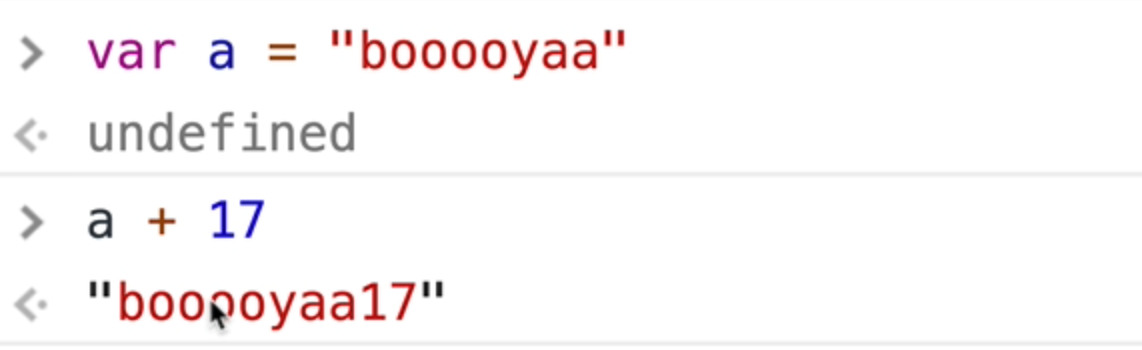 > var a = "booooyaa"
<· undefined
> a + 17
<· "booooyaa17"